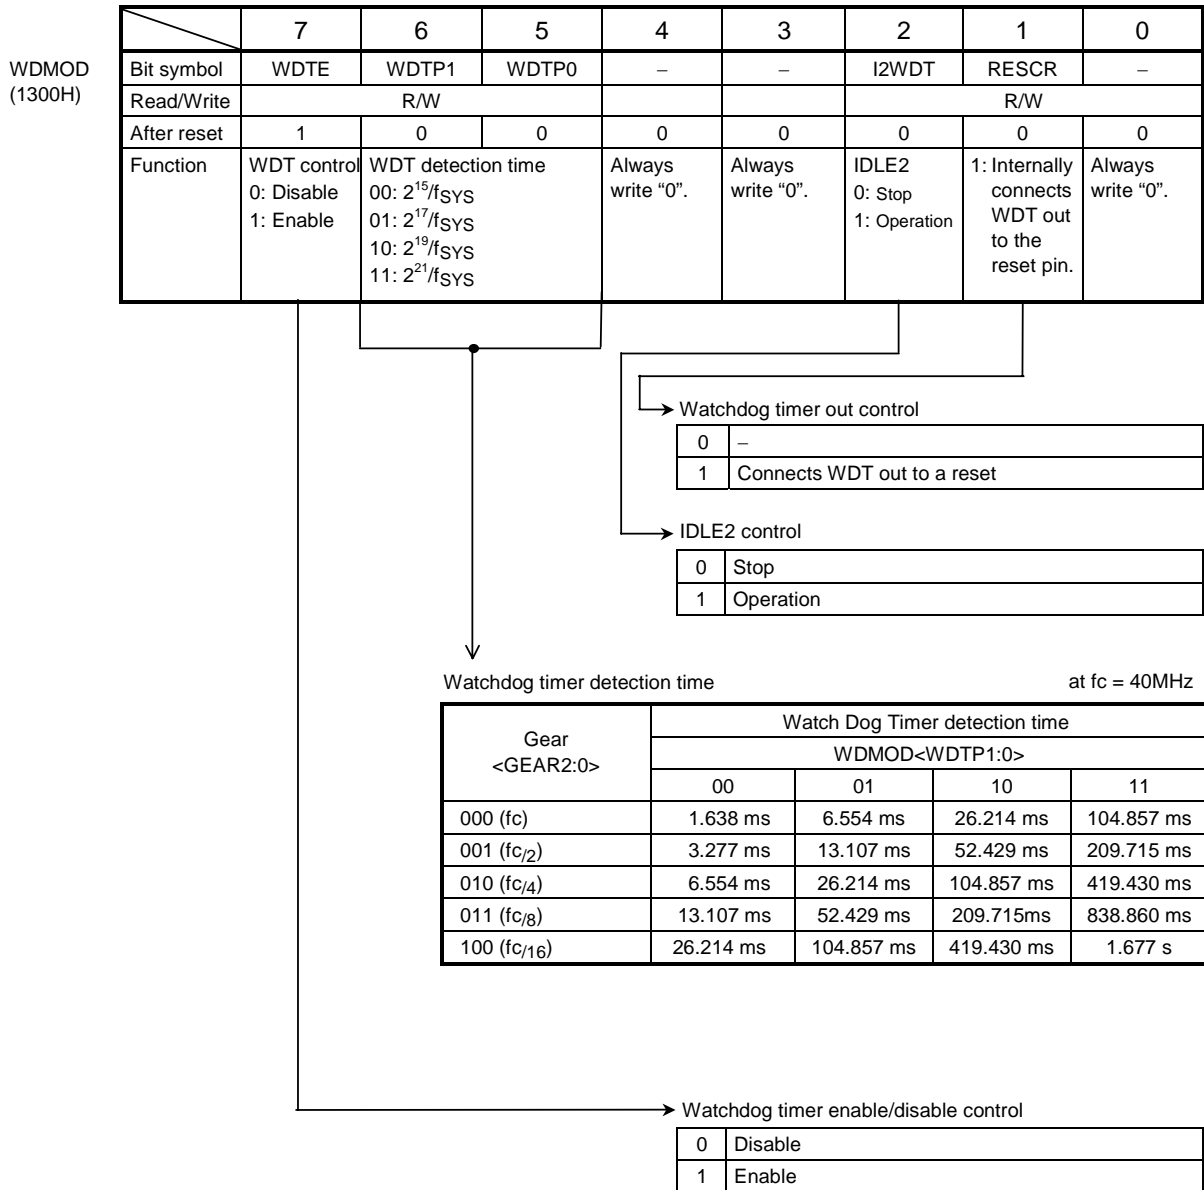 7 6 5 4 3 2 1 0
WDMOD
(1300H)
Bit symbol WDTE WDTP1 WDTP0 – – I2WDT RESCR –
Read/Write R/W R/W
After reset 1 0 0 0 0 0 0 0
Function
WDT control
0: Disable
1: Enable
WDT detection time
00: 2^15/fSYS
01: 2^17/fSYS
10: 2^19/fSYS
11: 2^21/fSYS
Always
write “0”.
Always
write “0”.
IDLE2
0: Stop
1: Operation
1: Internally
connects
WDT out
to the
reset pin.
Always
write “0”.
Watchdog timer out control
0 –
1 Connects WDT out to a reset
IDLE2 control
0 Stop
1 Operation
Watchdog timer detection time at fc = 40MHz
Gear
<GEAR2:0>
Watch Dog Timer detection time
WDMOD<WDTP1:0>
00 01 10 11
000 (fc) 1.638 ms 6.554 ms 26.214 ms 104.857 ms
001 (fc/2) 3.277 ms 13.107 ms 52.429 ms 209.715 ms
010 (fc/4) 6.554 ms 26.214 ms 104.857 ms 419.430 ms
011 (fc/8) 13.107 ms 52.429 ms 209.715ms 838.860 ms
100 (fc/16) 26.214 ms 104.857 ms 419.430 ms 1.677 s
Watchdog timer enable/disable control
0 Disable
1 Enable